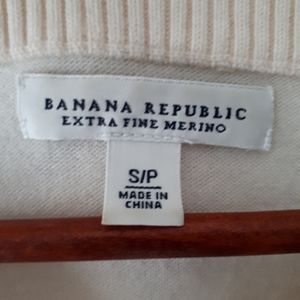 BANANA REPUBLIC
EXTRA FINE MERINO
S/P
MADE IN
CHINA